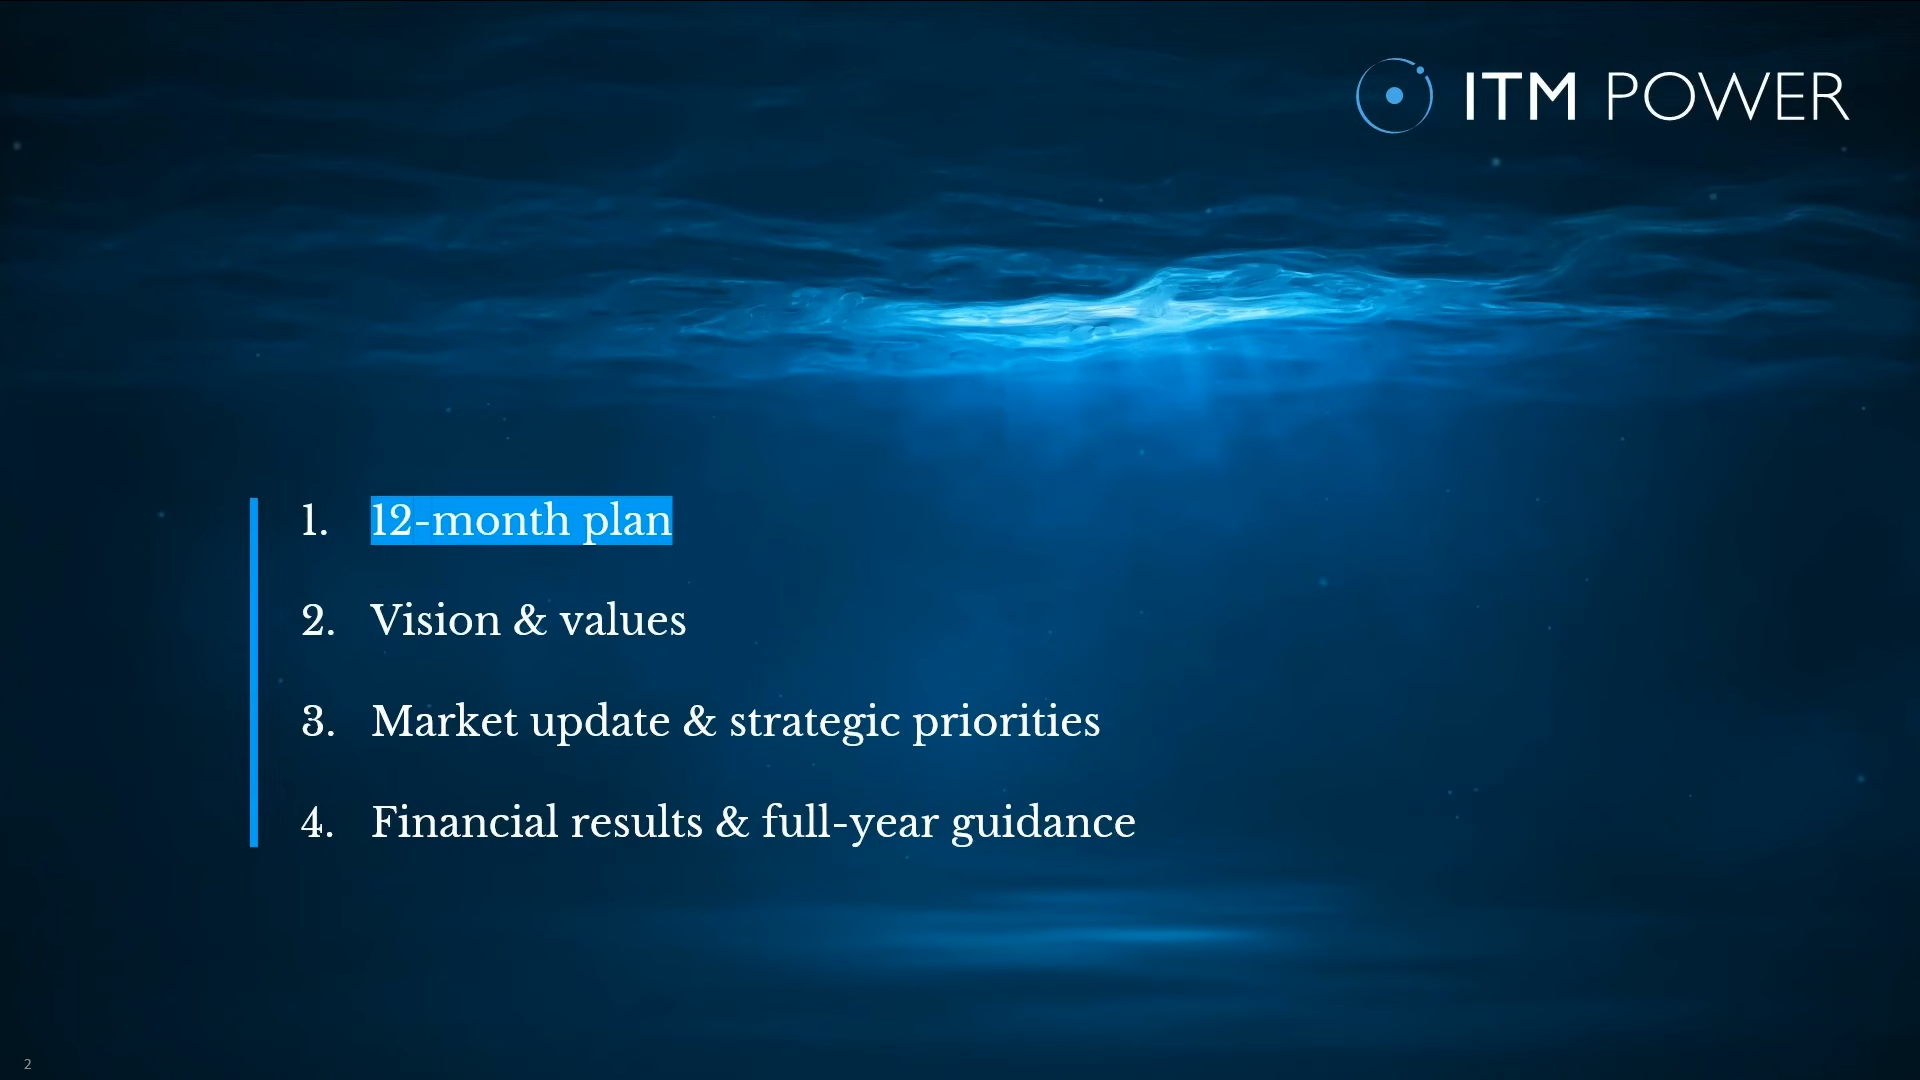 ITM POWER
1. 12-month plan
2. Vision & values
3. Market update & strategic priorities
4. Financial results & full-year guidance
2